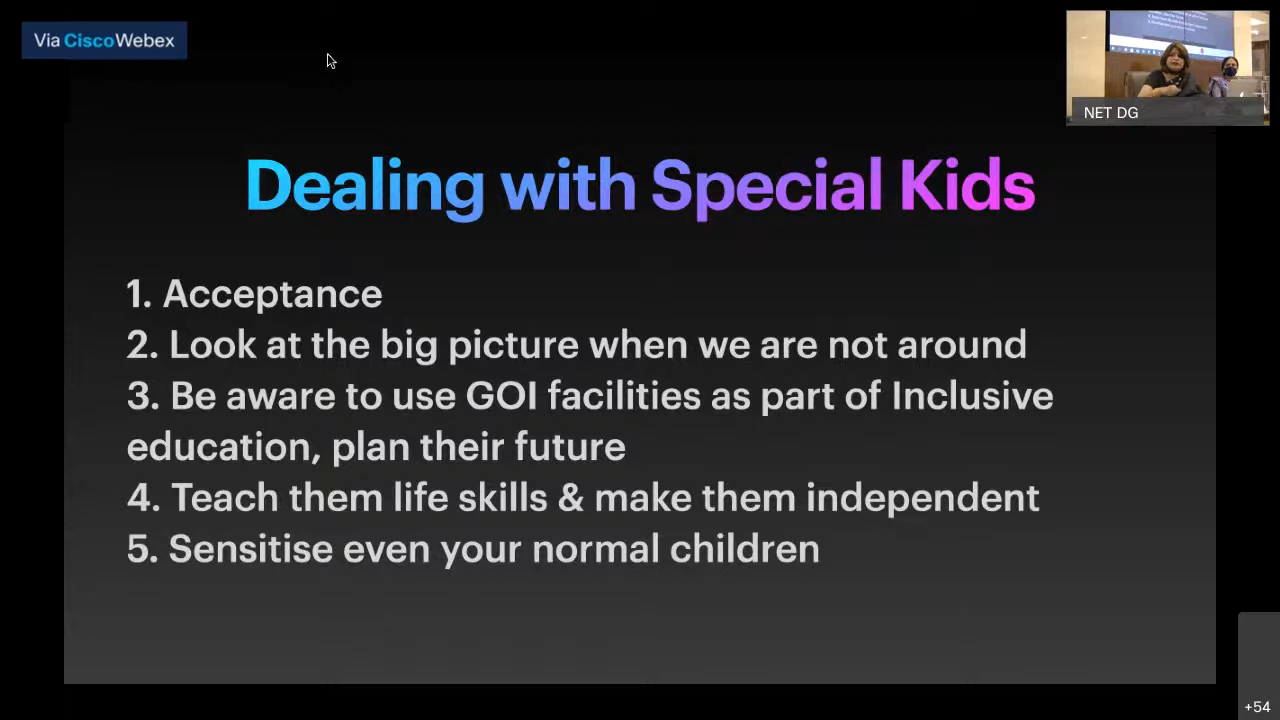 Via Cisco Webex
NET DG
Dealing with Special Kids
1. Acceptance
2. Look at the big picture when we are not around
3. Be aware to use GOI facilities as part of Inclusive
education, plan their future
4. Teach them life skills & make them independent
5. Sensitise even your normal children
+54